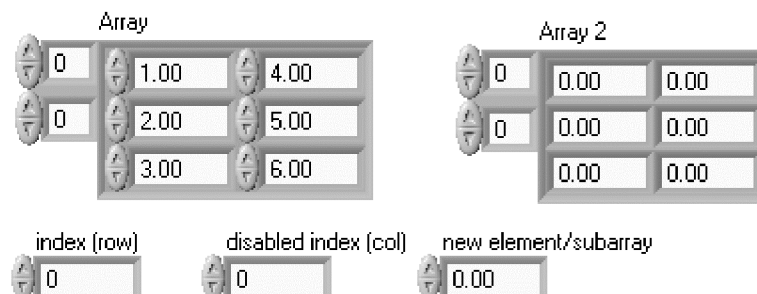 Array
Array 2
0 1.00 4.00
0 2.00 5.00
3.00 6.00
0 0.00 0.00
0 0.00 0.00
0.00 0.00
index (row) disabled index (col) new element/subarray
0 0 0.00